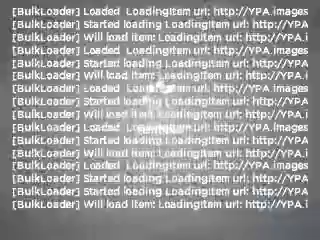 [BulkLoader] Loaded LoadingItem url: http://YPA.images
[BulkLoader] Started loading LoadingItem url: http://YPA
[BulkLoader] Will load item: LoadingItem url: http://YPA.i
[BulkLoader] Loaded LoadingItem url: http://YPA.images
[BulkLoader] Started loading LoadingItem url: http://YPA
[BulkLoader] Will load item: LoadingItem url: http://YPA.i
[BulkLoader] Loaded LoadingItem url: http://YPA.images
[BulkLoader] Started loading LoadingItem url: http://YPA
[BulkLoader] Will load item: LoadingItem url: http://YPA.i
[BulkLoader] Loaded LoadingItem url: http://YPA.images
[BulkLoader] Started loading LoadingItem url: http://YPA
[BulkLoader] Will load item: LoadingItem url: http://YPA.i
[BulkLoader] Loaded LoadingItem url: http://YPA.images
[BulkLoader] Started loading LoadingItem url: http://YPA
[BulkLoader] Will load item: LoadingItem url: http://YPA.i